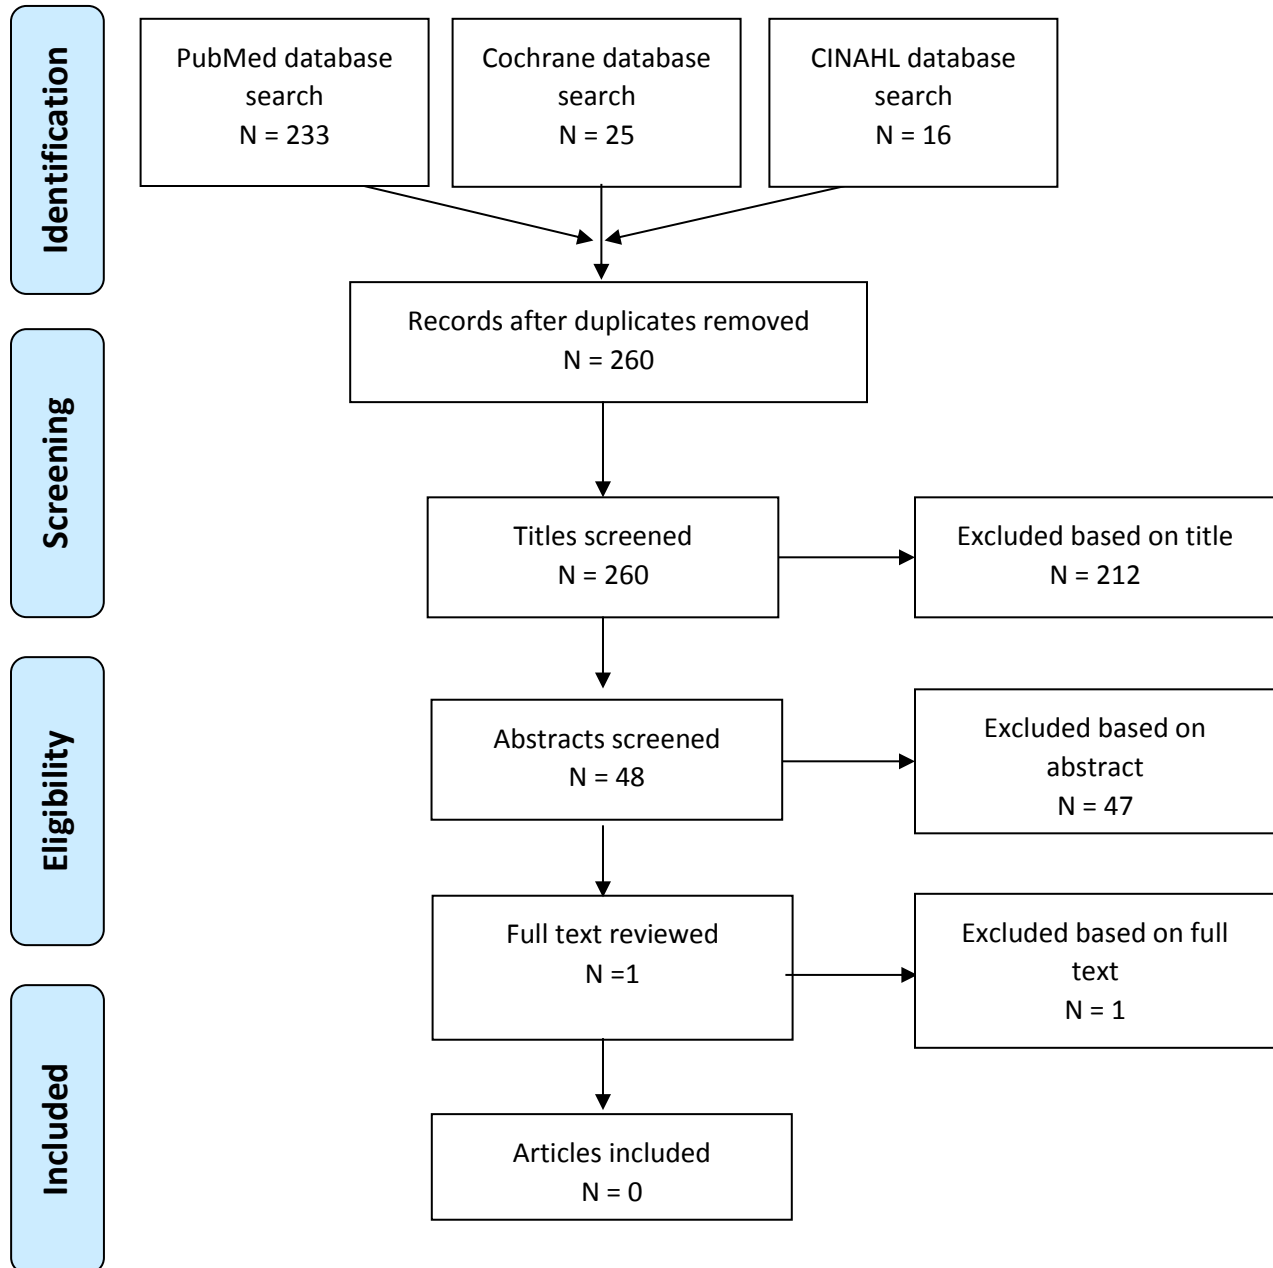 Identification
PubMed database
search
N = 233
Cochrane database
search
N = 25
CINAHL database
search
N = 16
Records after duplicates removed
N = 260
Screening
Titles screened
N = 260
Excluded based on title
N = 212
Eligibility
Abstracts screened
N = 48
Excluded based on
abstract
N = 47
Full text reviewed
N =1
Excluded based on full
text
N = 1
Included
Articles included
N = 0